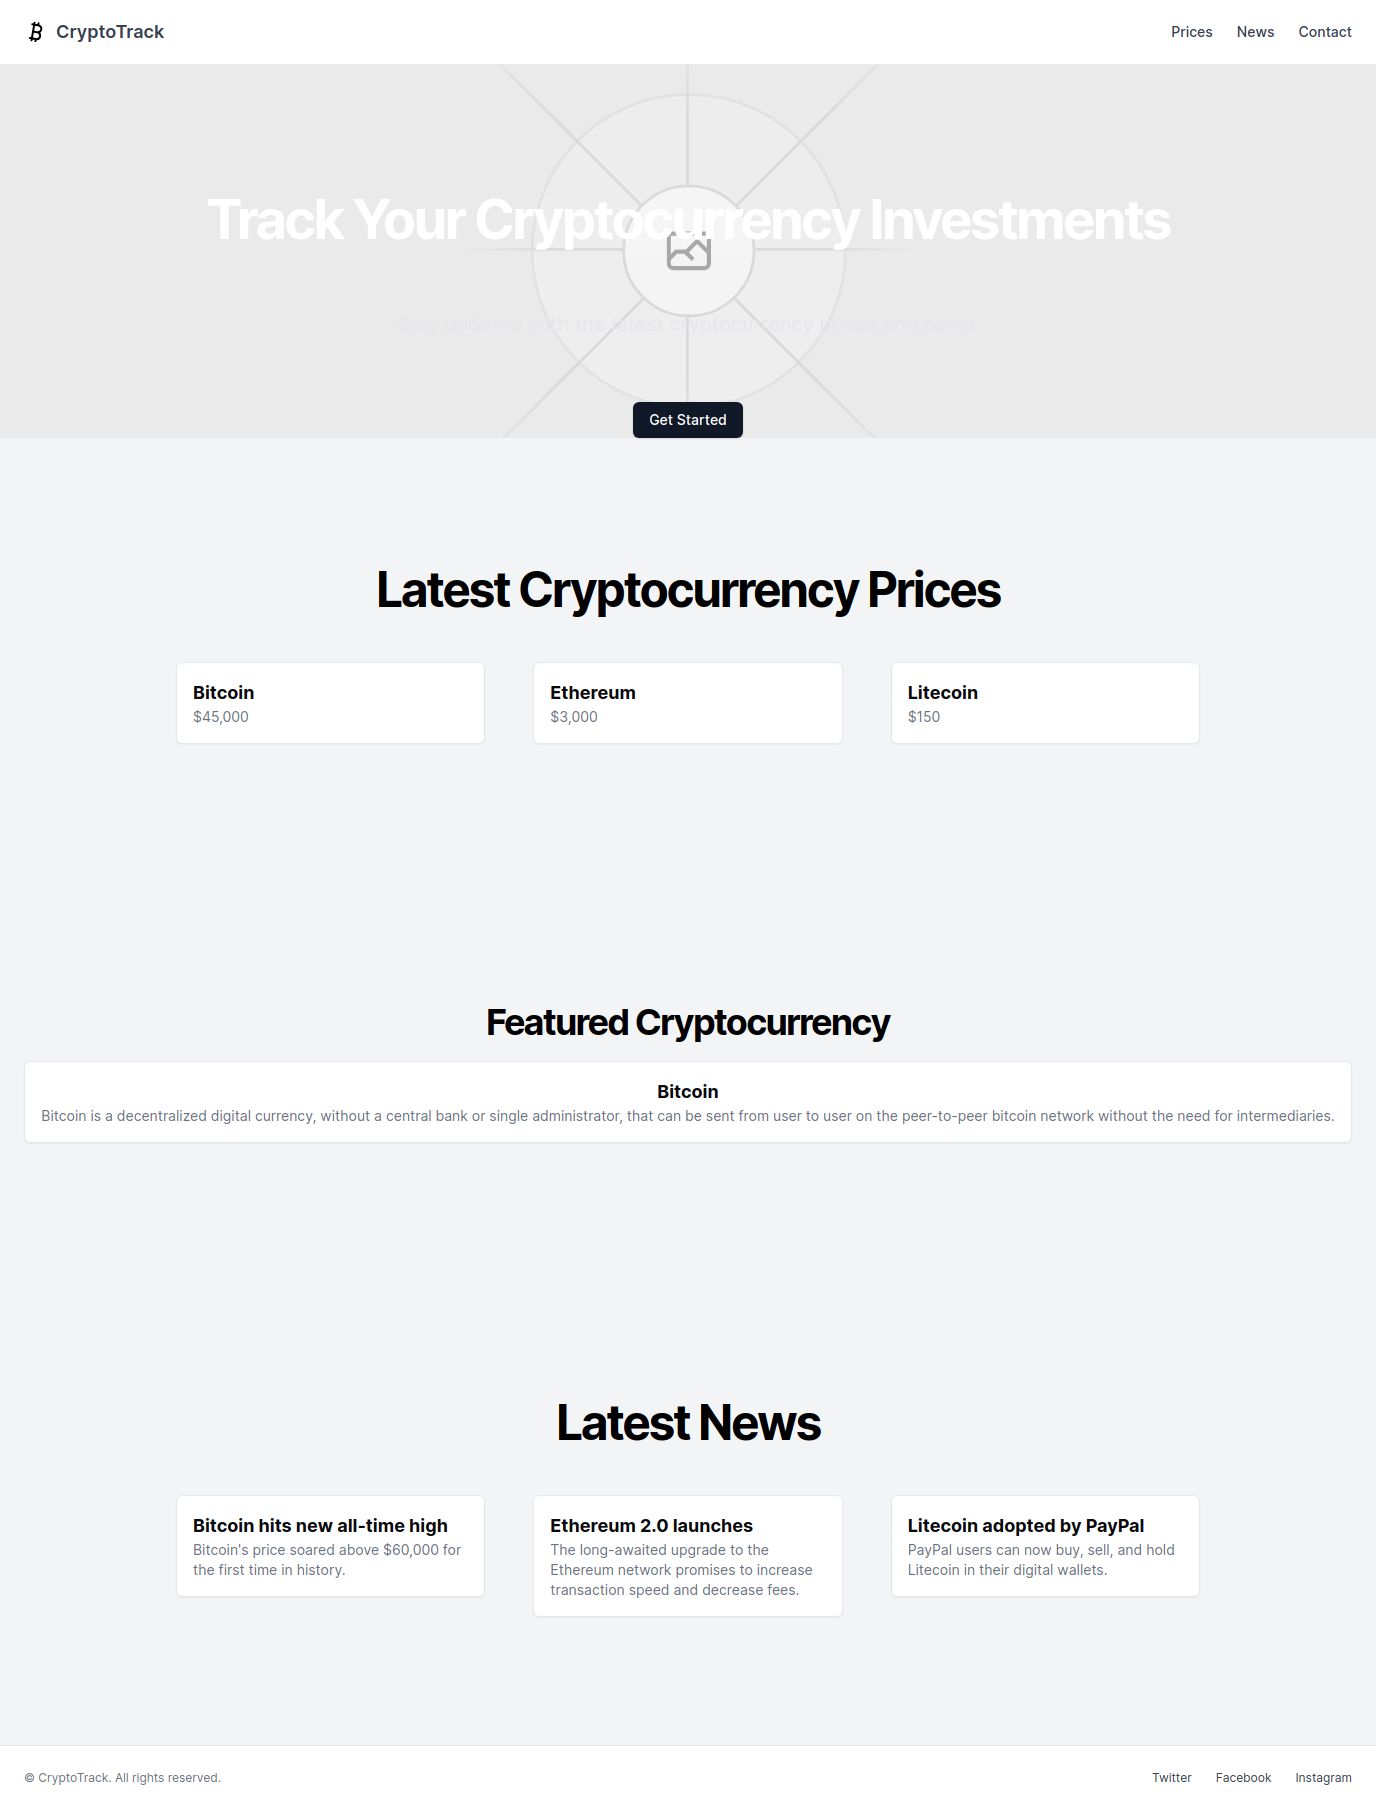 CryptoTrack
Prices
News
Contact
Track Your Cryptocurrency Investments
Stay updated with the latest cryptocurrency prices and news.
Get Started
Latest Cryptocurrency Prices
Bitcoin
$45,000
Ethereum
$3,000
Litecoin
$150
Featured Cryptocurrency
Bitcoin
Bitcoin is a decentralized digital currency, without a central bank or single administrator, that can be sent from user to user on the peer-to-peer bitcoin network without the need for intermediaries.
Latest News
Bitcoin hits new all-time high
Bitcoin's price soared above $60,000 for
the first time in history.
Ethereum 2.0 launches
The long-awaited upgrade to the
Ethereum network promises to increase
transaction speed and decrease fees.
Litecoin adopted by PayPal
PayPal users can now buy, sell, and hold
Litecoin in their digital wallets.
© CryptoTrack. All rights reserved.
Twitter
Facebook
Instagram